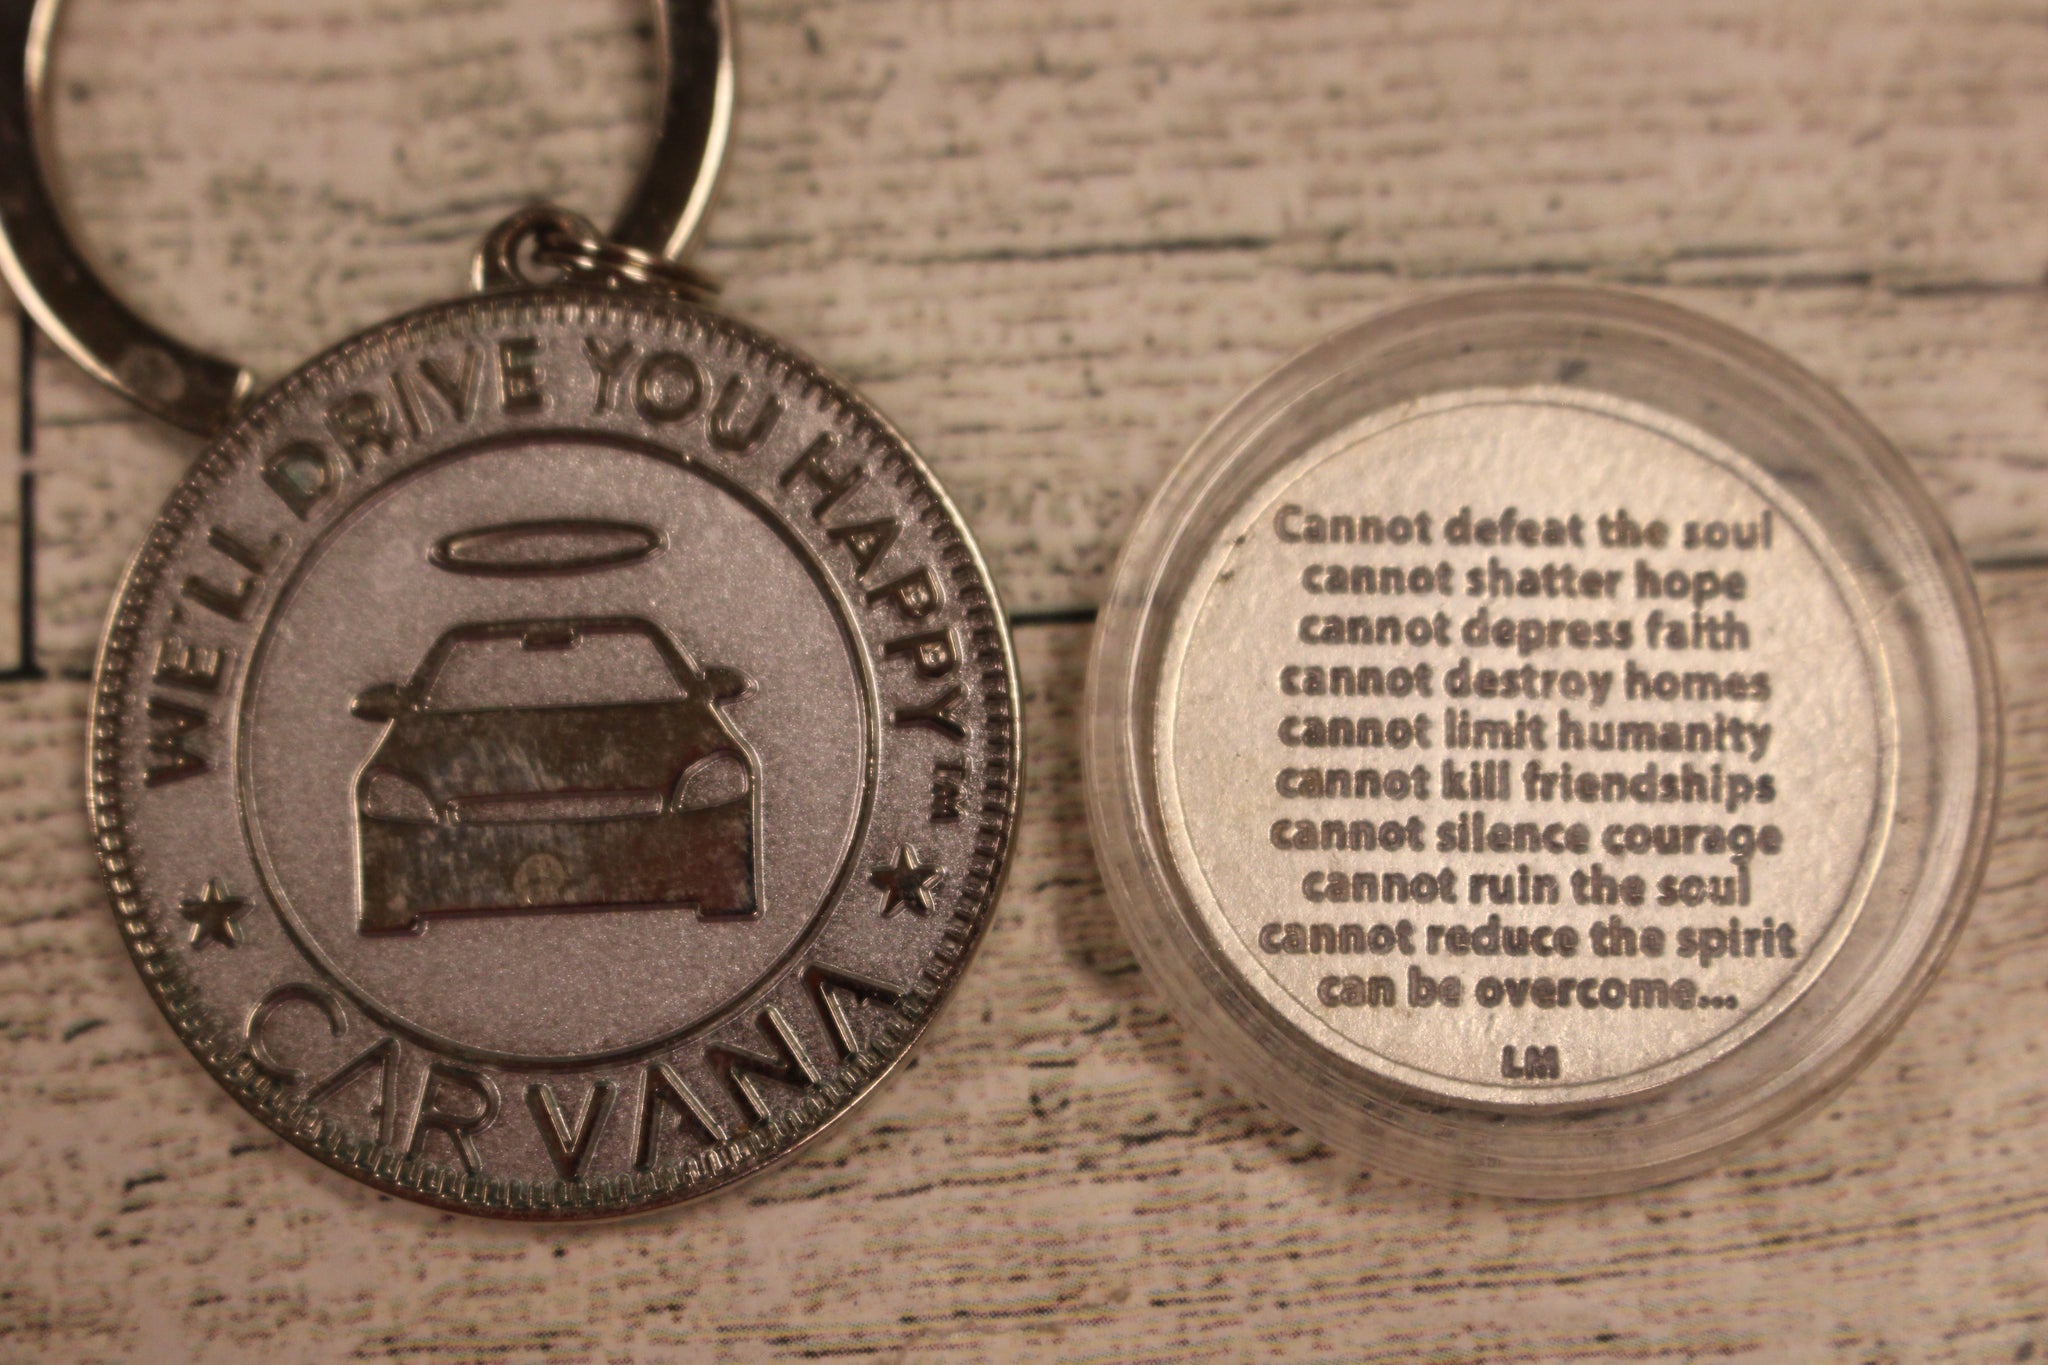 WE'LL DRIVE YOU HAPPY TM
CARVANA
Cannot defeat the soul
cannot shatter hope
cannot depress faith
cannot destroy homes
cannot limit humanity
cannot kill friendships
cannot silence courage
cannot ruin the soul
cannot reduce the spirit
can be overcome...
LM